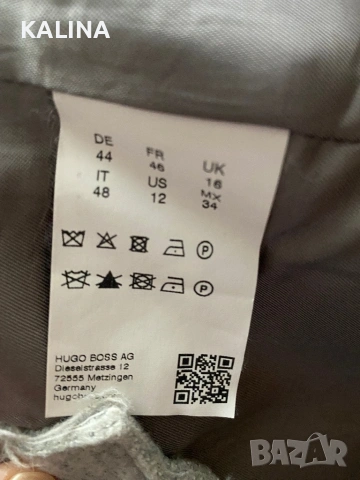 KALINA
DE 44 FR 46 UK 16
IT 48 US 12 MX 34
P
P
HUGO BOSS AG
Dieselstrasse 12
72555 Metzingen
Germany
BAZAR